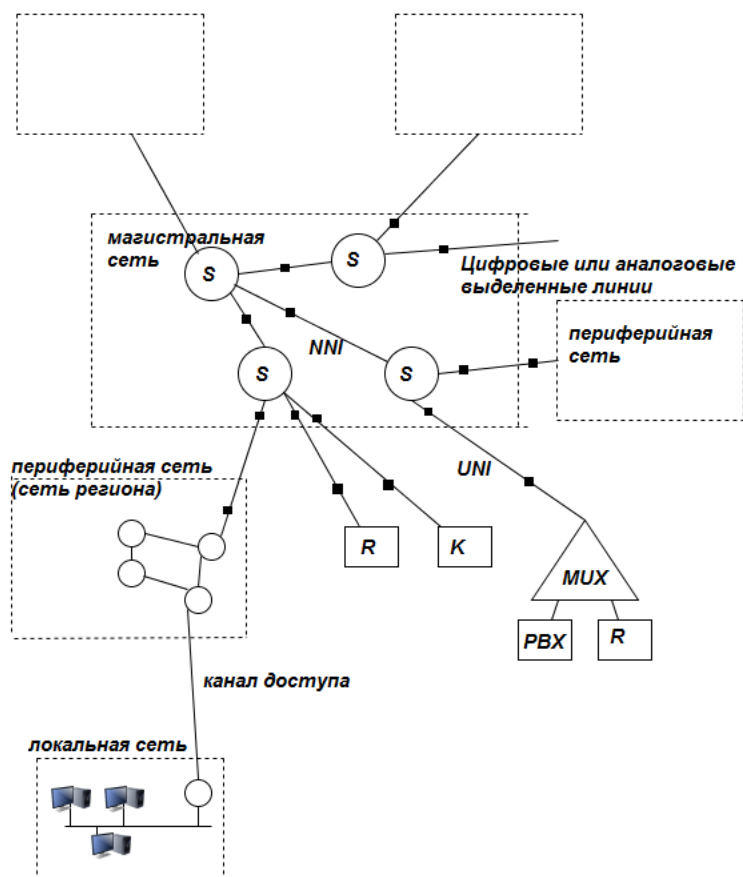 магистральная
сеть
S
S
Цифровые или аналоговые
выделенные линии
NNI
периферийная
сеть
S
S
периферийная сеть
(сеть региона)
UNI
R
K
MUX
PBX
R
канал доступа
локальная сеть